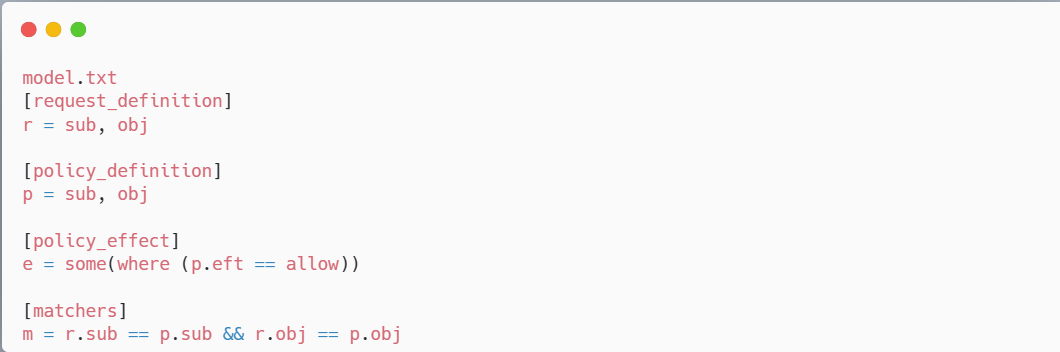 model.txt
[request_definition]
r = sub, obj
[policy_definition]
p = sub, obj
[policy_effect]
e = some(where (p.eft == allow))
[matchers]
m = r.sub == p.sub && r.obj == p.obj